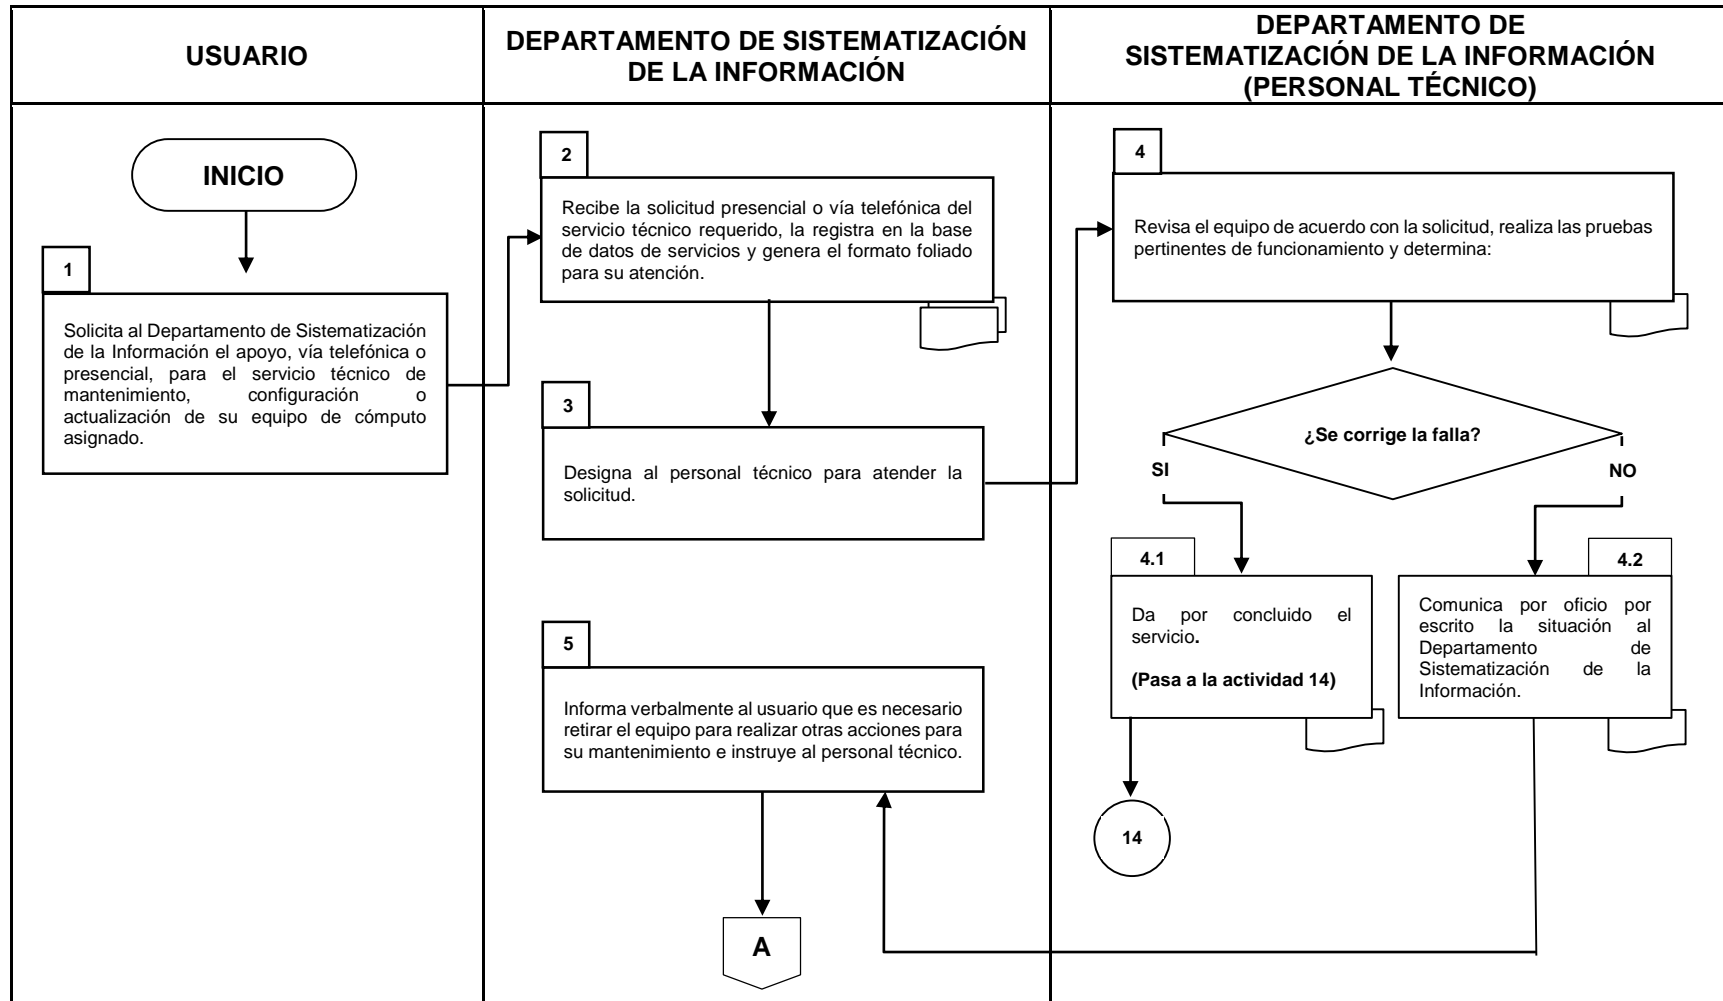 USUARIO
DEPARTAMENTO DE SISTEMATIZACIÓN
DE LA INFORMACIÓN
DEPARTAMENTO DE
SISTEMATIZACIÓN DE LA INFORMACIÓN
(PERSONAL TÉCNICO)
INICIO
1
Solicita al Departamento de Sistematización
de la Información el apoyo, vía telefónica o
presencial, para el servicio técnico de
mantenimiento, configuración o
actualización de su equipo de cómputo
asignado.
2
Recibe la solicitud presencial o vía telefónica del
servicio técnico requerido, la registra en la base
de datos de servicios y genera el formato foliado
para su atención.
3
Designa al personal técnico para atender la
solicitud.
4
Revisa el equipo de acuerdo con la solicitud, realiza las pruebas
pertinentes de funcionamiento y determina:
¿Se corrige la falla?
SI
NO
4.1
Da por concluido el
servicio.
(Pasa a la actividad 14)
14
4.2
Comunica por oficio por
escrito la situación al
Departamento de
Sistematización de la
Información.
5
Informa verbalmente al usuario que es necesario
retirar el equipo para realizar otras acciones para
su mantenimiento e instruye al personal técnico.
A